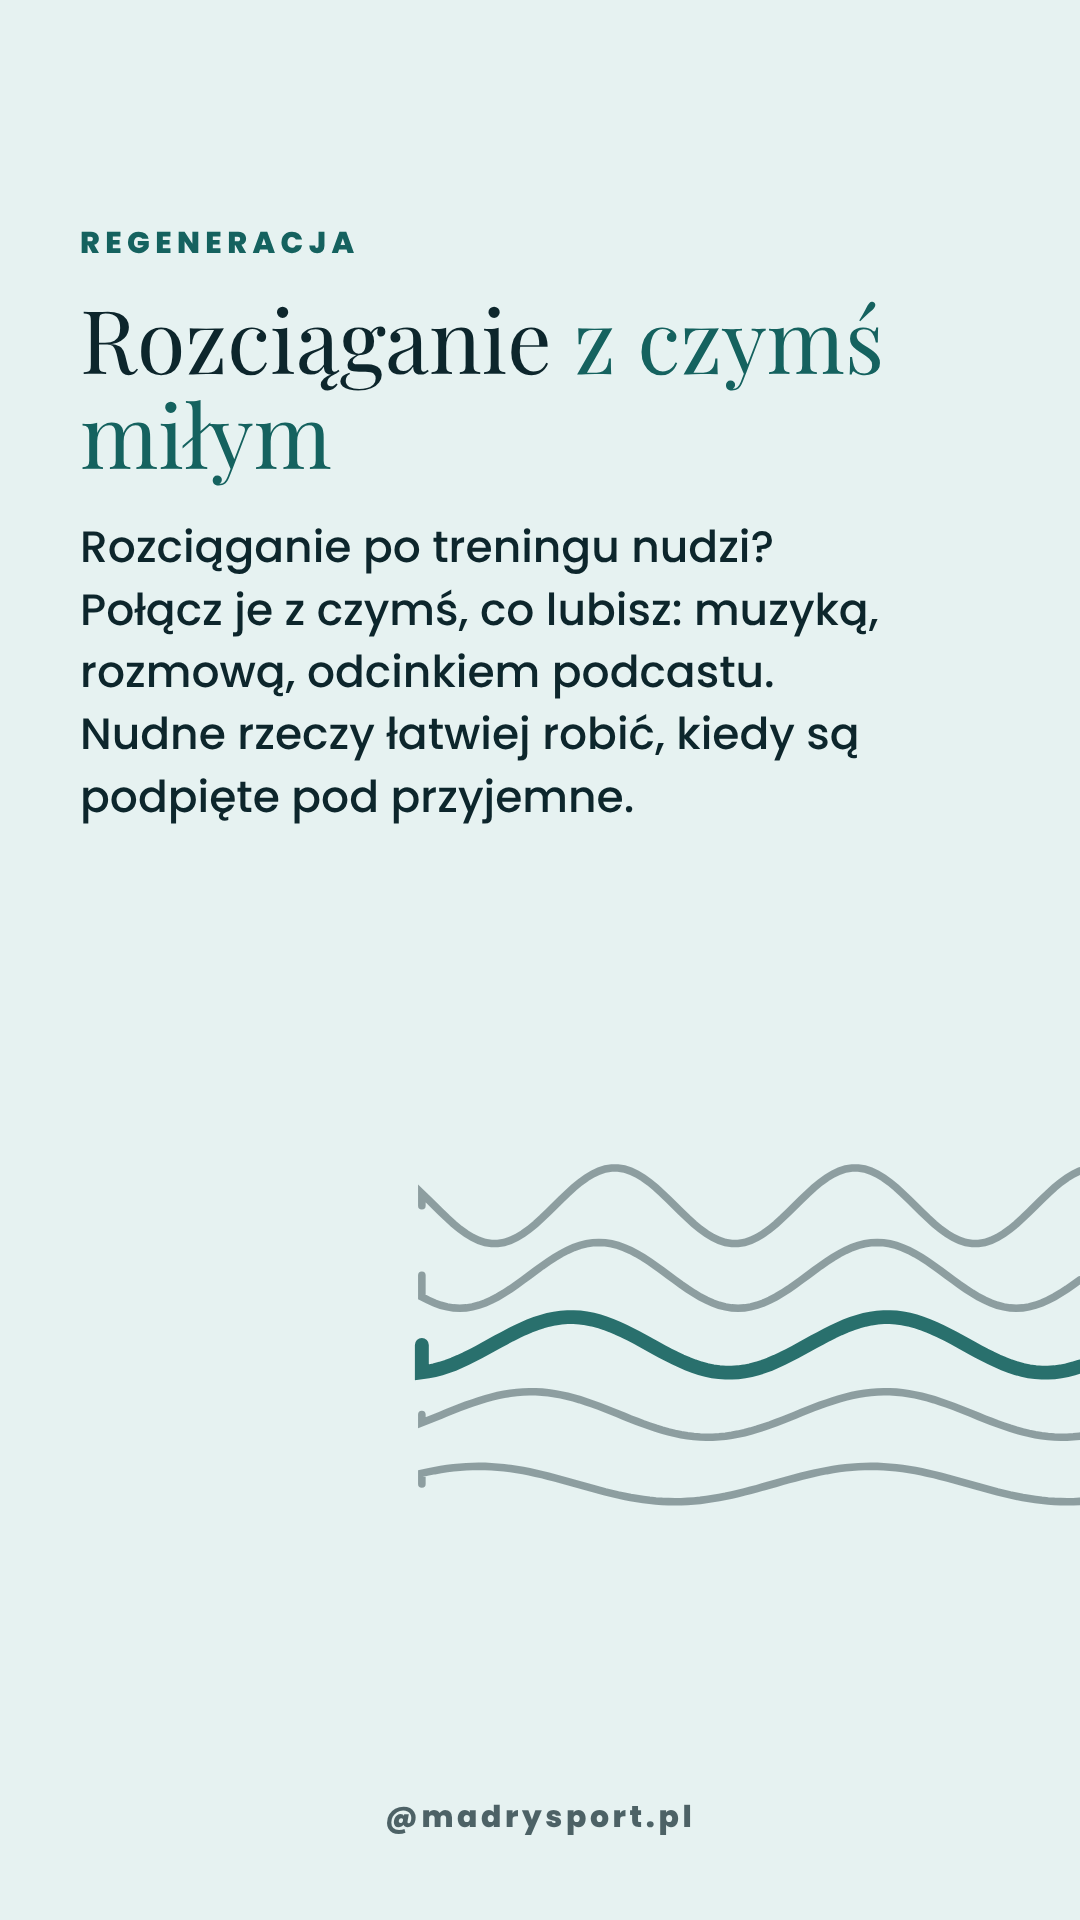 REGENERACJA
Rozciąganie z czymś
miłym
Rozciąganie po treningu nudzi?
Połącz je z czymś, co lubisz: muzyką,
rozmową, odcinkiem podcastu.
Nudne rzeczy łatwiej robić, kiedy są
podpięte pod przyjemne.
@madrysport.pl